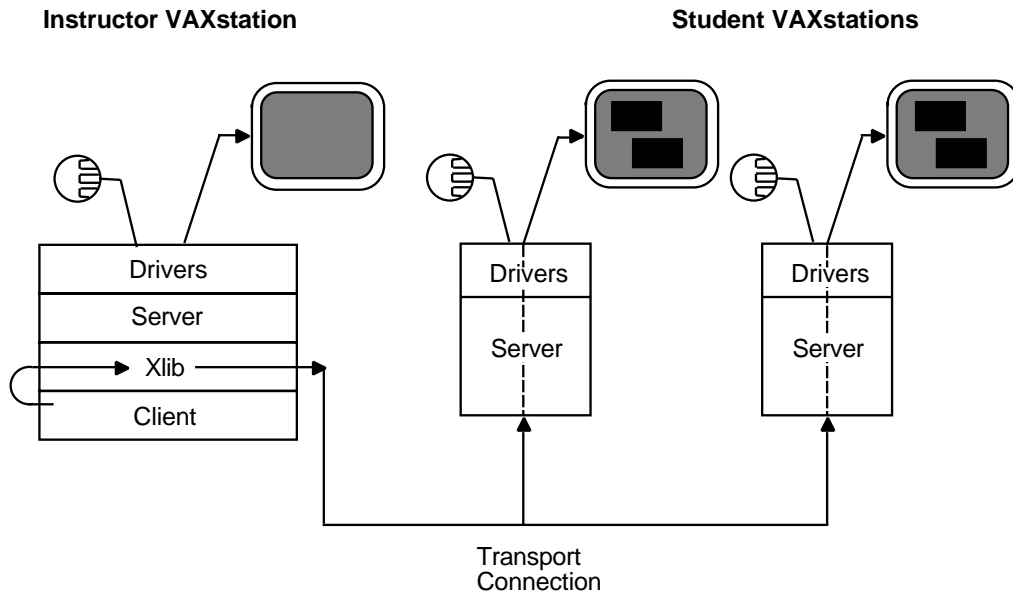 Instructor VAXstation
Student VAXstations
Drivers
Server
Xlib
Client
Drivers
Server
Drivers
Server
Transport
Connection